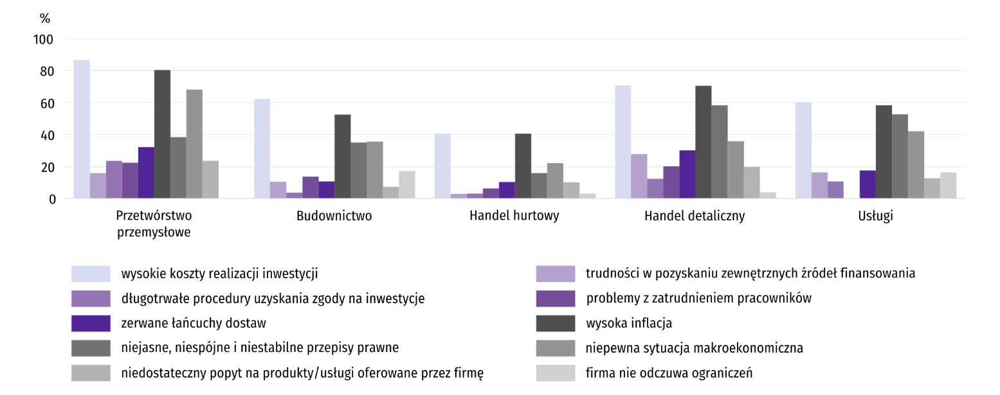 %
100
80
60
40
20
0
Przetwórstwo
przemysłowe
Budownictwo
Handel hurtowy
Handel detaliczny
Usługi
wysokie koszty realizacji inwestycji
trudności w pozyskaniu zewnętrznych źródeł finansowania
długotrwałe procedury uzyskania zgody na inwestycje
problemy z zatrudnieniem pracowników
zerwane łańcuchy dostaw
wysoka inflacja
niejasne, niespójne i niestabilne przepisy prawne
niepewna sytuacja makroekonomiczna
niedostateczny popyt na produkty/usługi oferowane przez firmę
firma nie odczuwa ograniczeń